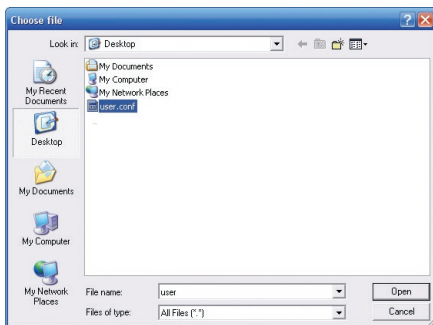 Choose file
Look in:
Desktop
My Recent
Documents
Desktop
My Documents
My Computer
My Network
Places
My Documents
My Computer
My Network Places
user.conf
File name:
user
Open
Files of type:
All Files (*.*)
Cancel